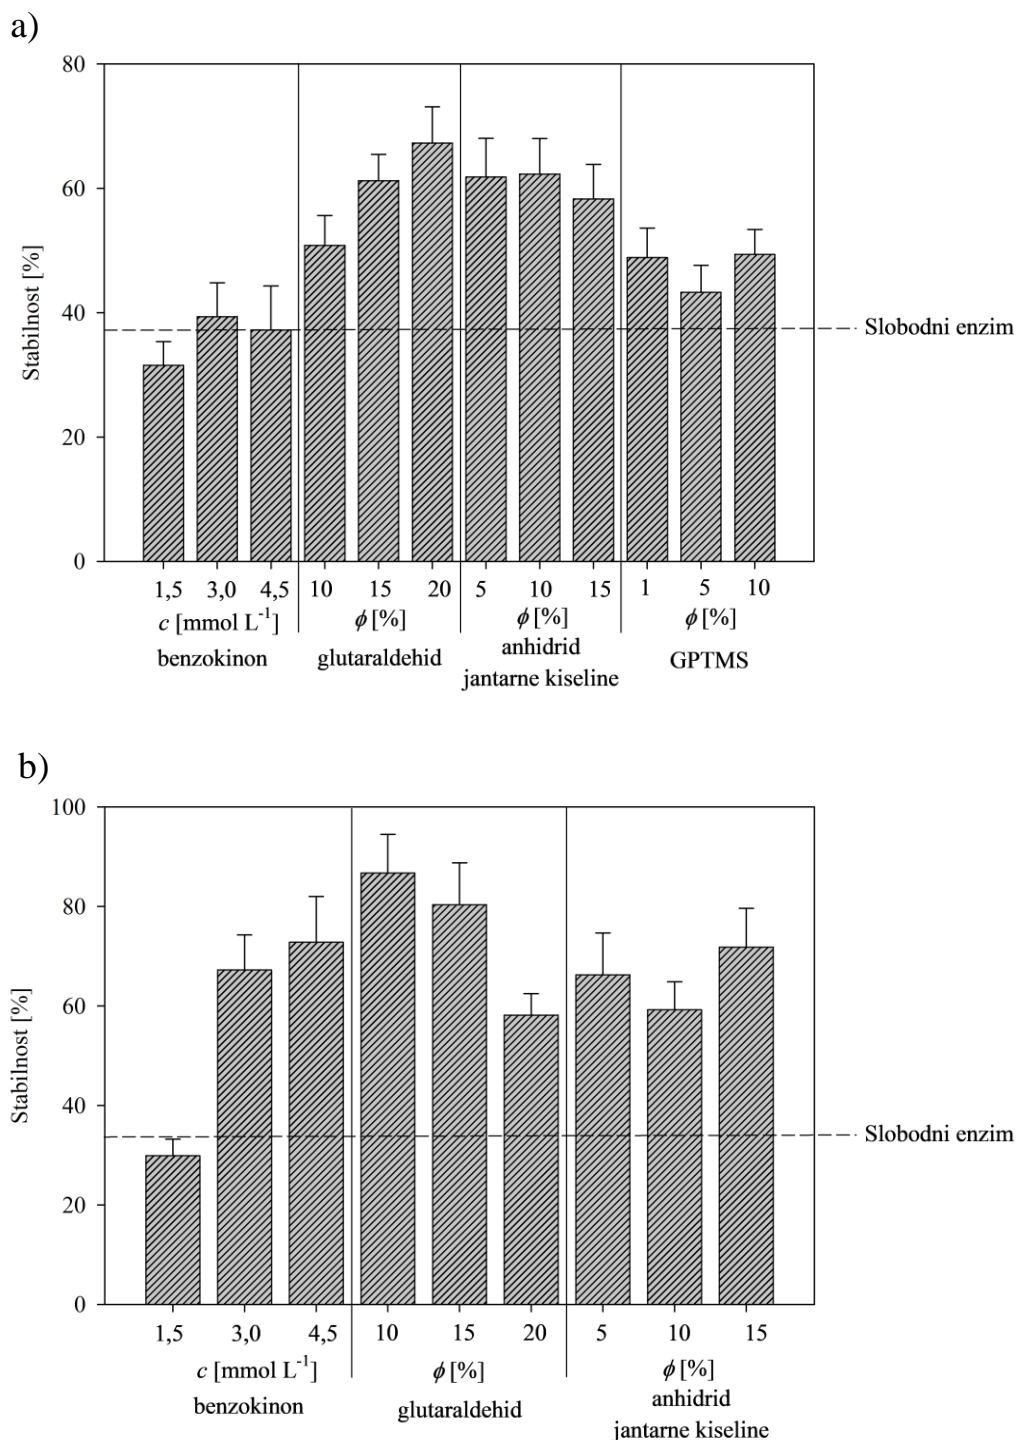 a)
80
60
40
20
0
Stabilnost [%]
Slobodni enzim
1,5 3,0 4,5 10 15 20 5 10 15 1 5 10
c [mmol L-1] ϕ [%] ϕ [%] ϕ [%]
benzokinon glutaraldehid anhidrid GPTMS
jantarne kiseline
b)
100
80
60
40
20
0
Stabilnost [%]
Slobodni enzim
1,5 3,0 4,5 10 15 20 5 10 15
c [mmol L-1] ϕ [%] ϕ [%]
benzokinon glutaraldehid anhidrid
jantarne kiseline